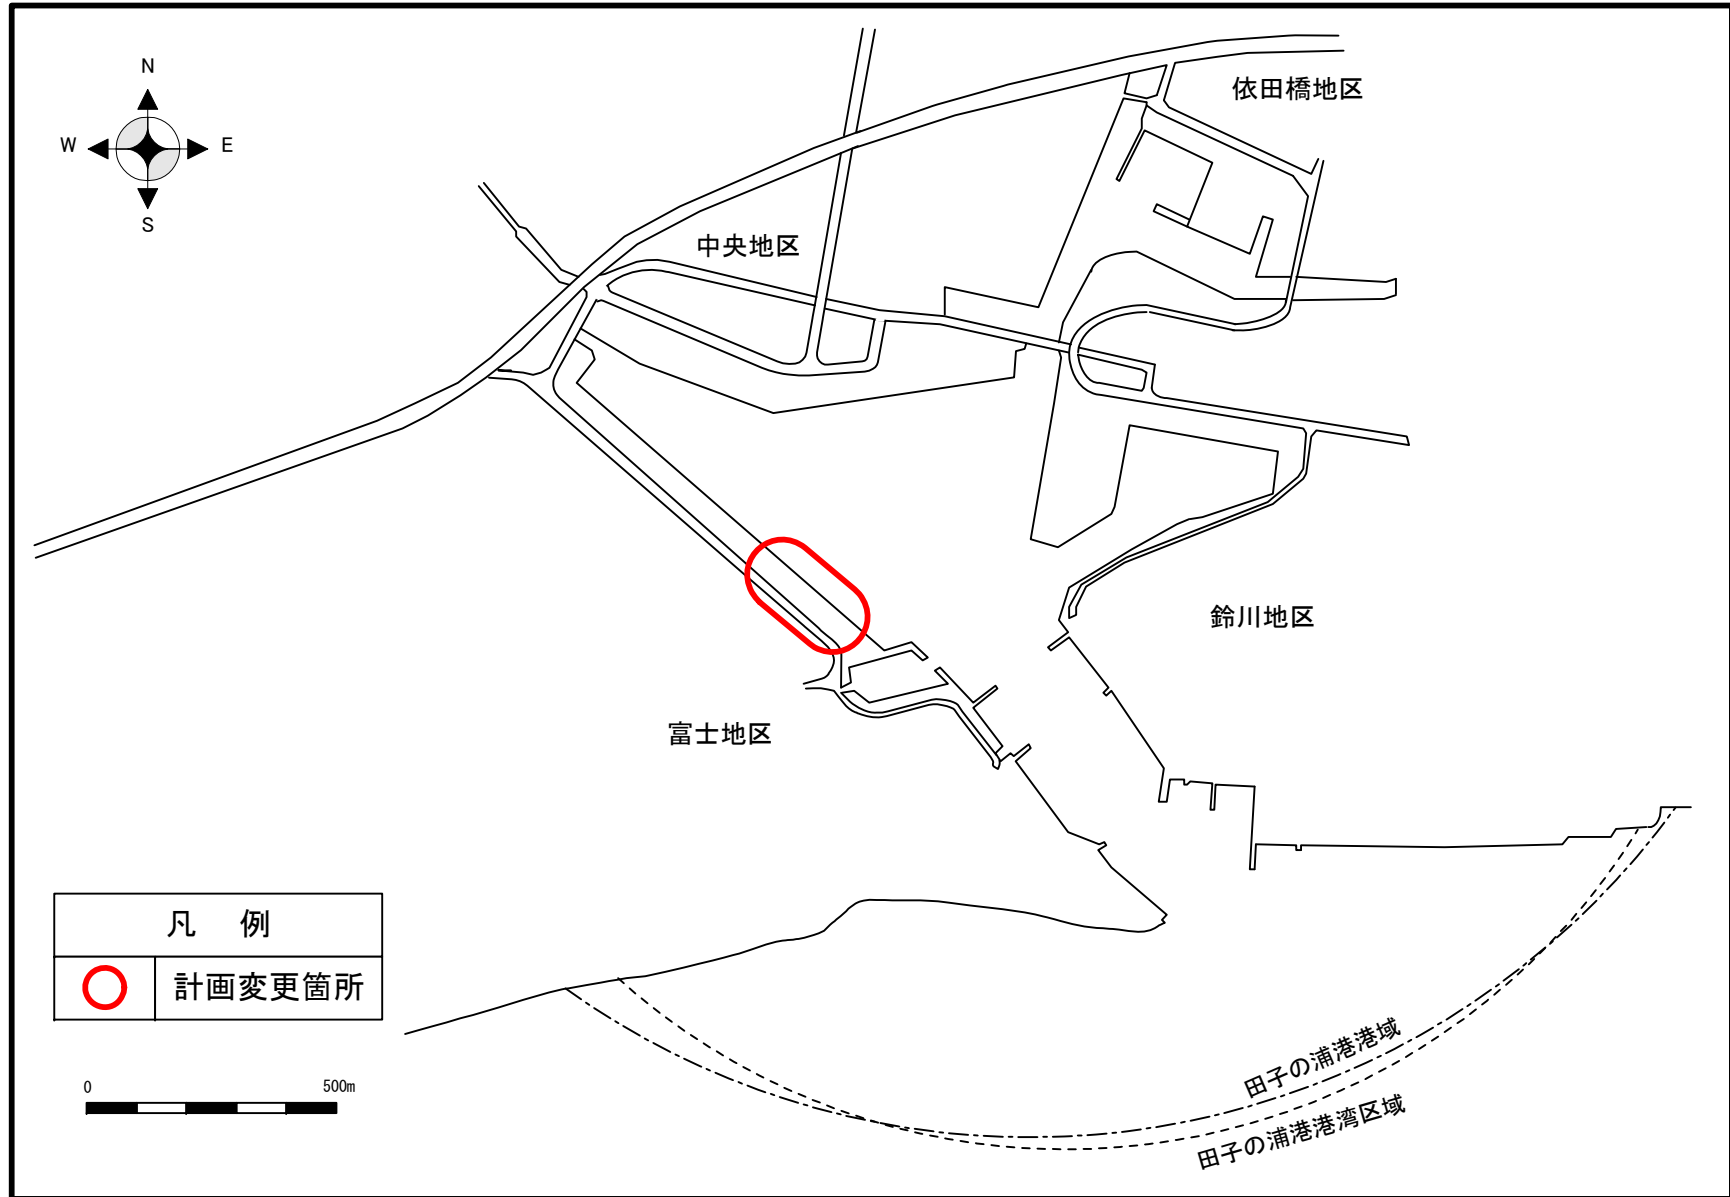 N
W E
S
依田橋地区
中央地区
鈴川地区
富士地区
凡 例
計画変更箇所
0 500m
田子の浦港港域
田子の浦港港湾区域